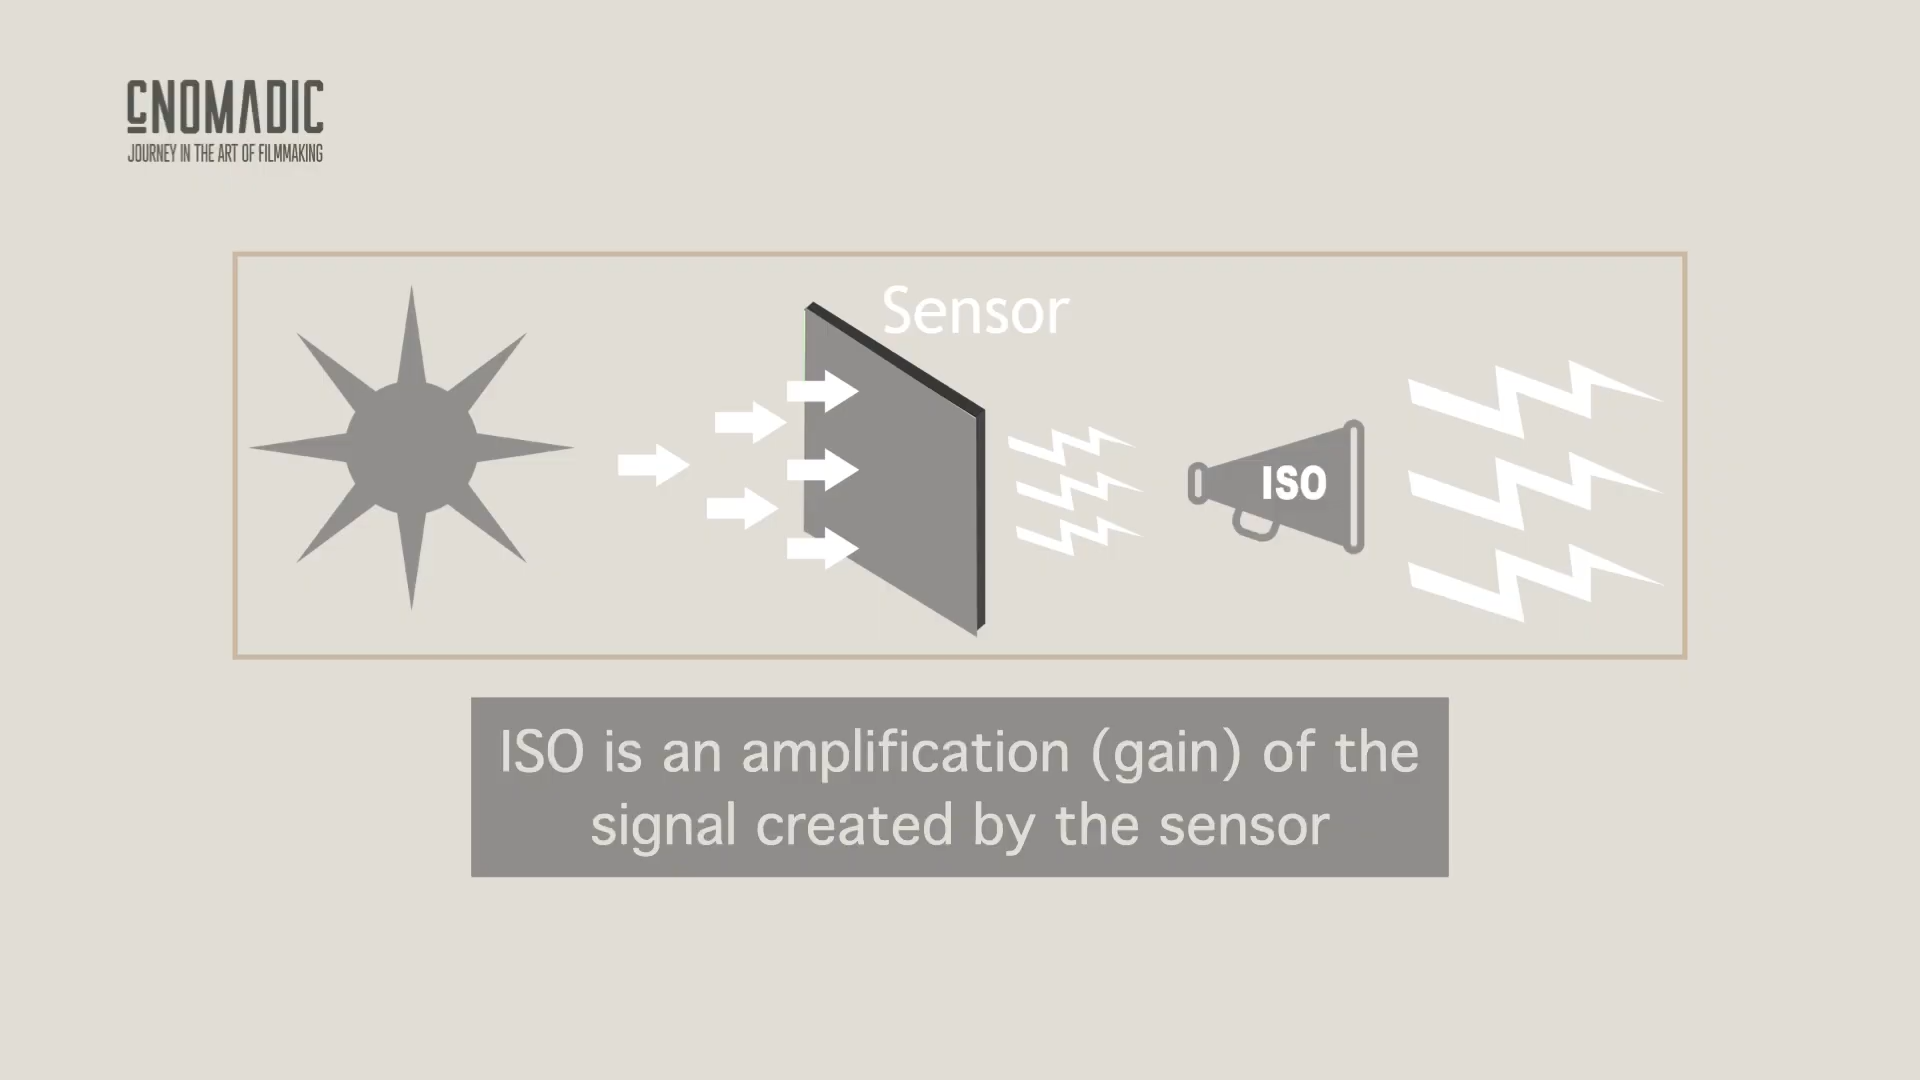 CNOMADIC
JOURNEY IN THE ART OF FILMMAKING
Sensor
ISO
ISO is an amplification (gain) of the
signal created by the sensor